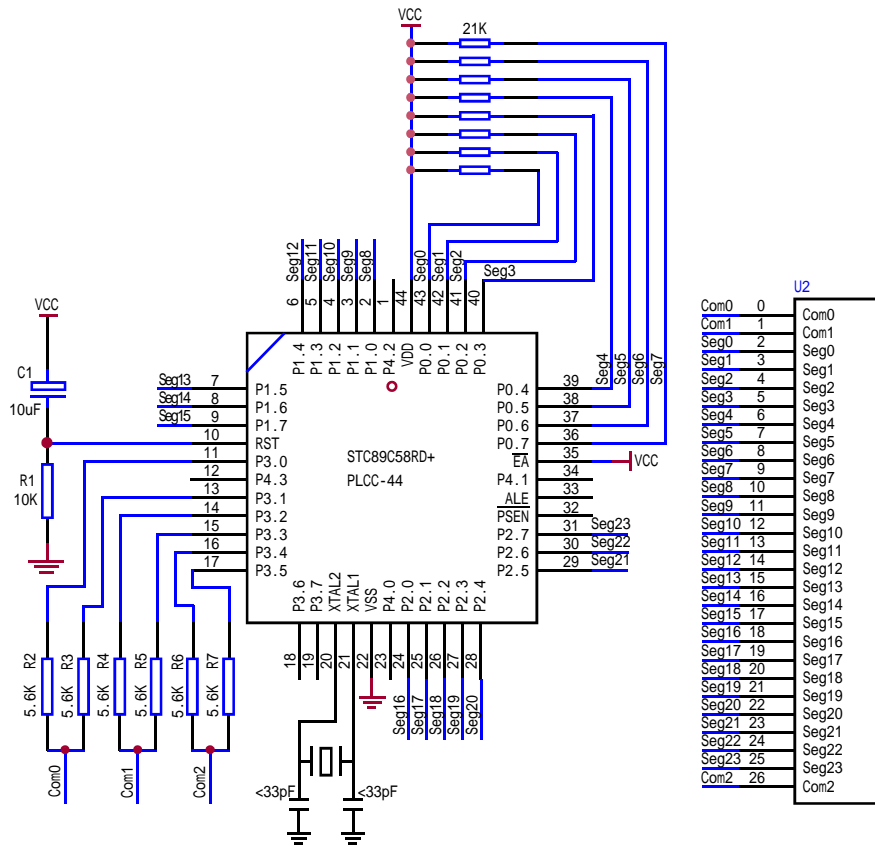 VCC
21K
Seg12
Seg11
Seg10
Seg9
Seg8
Seg0
Seg1
Seg2
Seg3
6
5
4
3
2
1
44
43
42
41
40
P1.4
P1.3
P1.2
P1.1
P1.0
P4.2
VDD
P0.0
P0.1
P0.2
P0.3
VCC
C1
10uF
R1
10K
Seg13 7 P1.5
Seg14 8 P1.6
Seg15 9 P1.7
10 RST
11 P3.0
12 P4.3
13 P3.1
14 P3.2
15 P3.3
16 P3.4
17 P3.5
STC89C58RD+
PLCC-44
P0.4 39
P0.5 38
P0.6 37
P0.7 36
EA 35 VCC
P4.1 34
ALE 33
PSEN 32
P2.7 31 Seg23
P2.6 30 Seg22
P2.5 29 Seg21
Seg4
Seg5
Seg6
Seg7
P3.6
P3.7
XTAL2
XTAL1
VSS
P4.0
P2.0
P2.1
P2.2
P2.3
P2.4
18
19
20
21
22
23
24
25
26
27
28
Seg16
Seg17
Seg18
Seg19
Seg20
R2 5.6K
R3 5.6K
R4 5.6K
R5 5.6K
R6 5.6K
R7 5.6K
Com0
Com1
Com2
<33pF
<33pF
U2
Com0 0 Com0
Com1 1 Com1
Seg0 2 Seg0
Seg1 3 Seg1
Seg2 4 Seg2
Seg3 5 Seg3
Seg4 6 Seg4
Seg5 7 Seg5
Seg6 8 Seg6
Seg7 9 Seg7
Seg8 10 Seg8
Seg9 11 Seg9
Seg10 12 Seg10
Seg11 13 Seg11
Seg12 14 Seg12
Seg13 15 Seg13
Seg14 16 Seg14
Seg15 17 Seg15
Seg16 18 Seg16
Seg17 19 Seg17
Seg18 20 Seg18
Seg19 21 Seg19
Seg20 22 Seg20
Seg21 23 Seg21
Seg22 24 Seg22
Seg23 25 Seg23
Com2 26 Com2